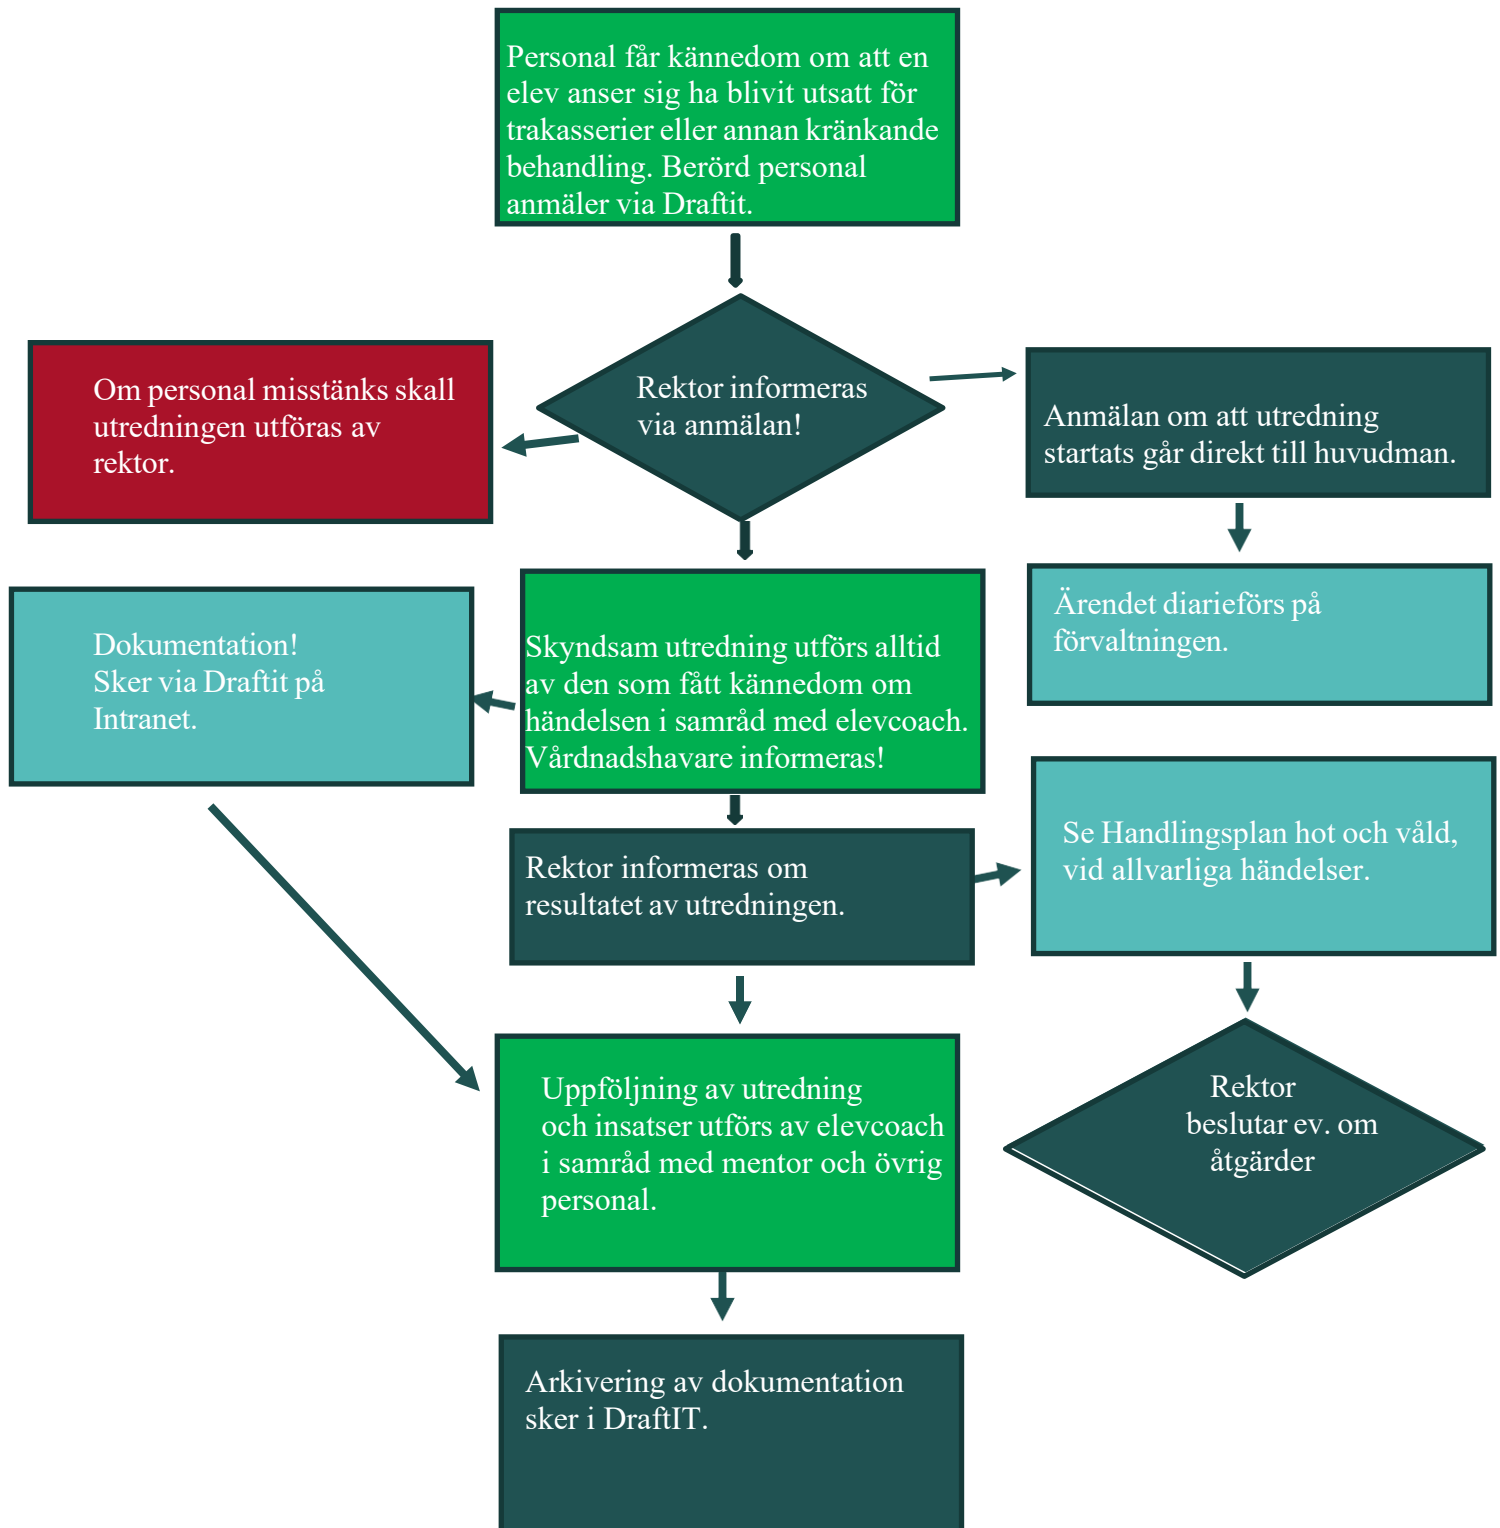 Personal får kännedom om att en
elev anser sig ha blivit utsatt för
trakasserier eller annan kränkande
behandling. Berörd personal
anmäler via Draftit.
Rektor informeras
via anmälan!
Om personal misstänks skall
utredningen utföras av
rektor.
Anmälan om att utredning
startats går direkt till huvudman.
Ärendet diarieförs på
förvaltningen.
Skyndsam utredning utförs alltid
av den som fått kännedom om
händelsen i samråd med elevcoach.
Vårdnadshavare informeras!
Dokumentation!
Sker via Draftit på
Intranet.
Rektor informeras om
resultatet av utredningen.
Se Handlingsplan hot och våld,
vid allvarliga händelser.
Rektor
beslutar ev. om
åtgärder
Uppföljning av utredning
och insatser utförs av elevcoach
i samråd med mentor och övrig
personal.
Arkivering av dokumentation
sker i DraftIT.